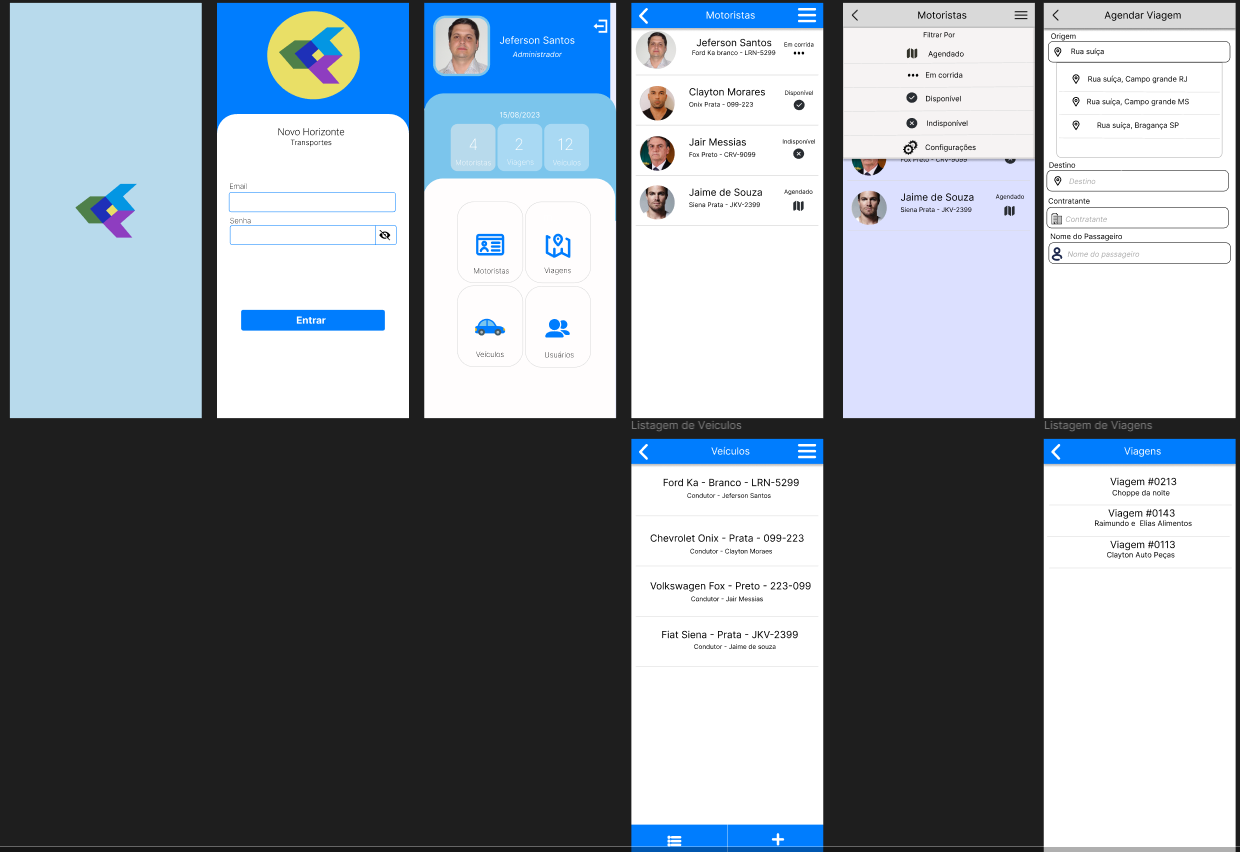 Novo Horizonte
Transportes
Email
Senha
Entrar
Jeferson Santos
Administrador
15/08/2023
4
Motoristas
2
Viagens
12
Veículos
Motoristas
Viagens
Veículos
Usuários
Motoristas
Jeferson Santos
Ford Ka branco - LRN-5299
Em corrida
Clayton Morares
Onix Prata - 099-223
Disponível
Jair Messias
Fox Preto - CRV-9099
Indisponível
Jaime de Souza
Siena Prata - JKV-2399
Agendado
Motoristas
Filtrar Por
Agendado
Em corrida
Disponível
Indisponível
Configurações
Fox Preto - CRV-9099
Jaime de Souza
Siena Prata - JKV-2399
Agendado
Agendar Viagem
Origem
Rua suíça
Rua suíça, Campo grande RJ
Rua suíça, Campo grande MS
Rua suíça, Bragança SP
Destino
Destino
Contratante
Contratante
Nome do Passageiro
Nome do passageiro
Listagem de Veiculos
Veículos
Ford Ka - Branco - LRN-5299
Condutor - Jeferson Santos
Chevrolet Onix - Prata - 099-223
Condutor - Clayton Moraes
Volkswagen Fox - Preto - 223-099
Condutor - Jair Messias
Fiat Siena - Prata - JKV-2399
Condutor - Jaime de souza
Listagem de Viagens
Viagens
Viagem #0213
Choppe da noite
Viagem #0143
Raimundo e Elias Alimentos
Viagem #0113
Clayton Auto Peças